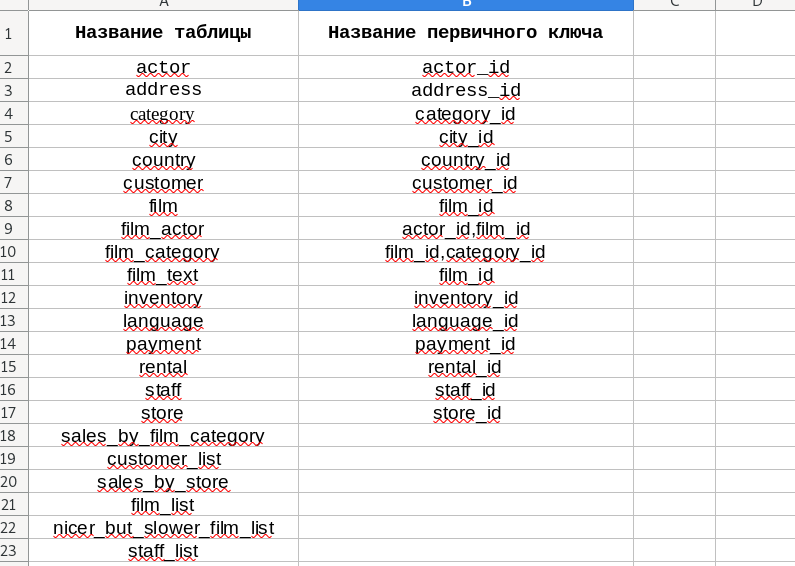 A B C D
1 Название таблицы Название первичного ключа
2 actor actor_id
3 address address_id
4 category category_id
5 city city_id
6 country country_id
7 customer customer_id
8 film film_id
9 film_actor actor_id,film_id
10 film_category film_id,category_id
11 film_text film_id
12 inventory inventory_id
13 language language_id
14 payment payment_id
15 rental rental_id
16 staff staff_id
17 store store_id
18 sales_by_film_category
19 customer_list
20 sales_by_store
21 film_list
22 nicer_but_slower_film_list
23 staff_list